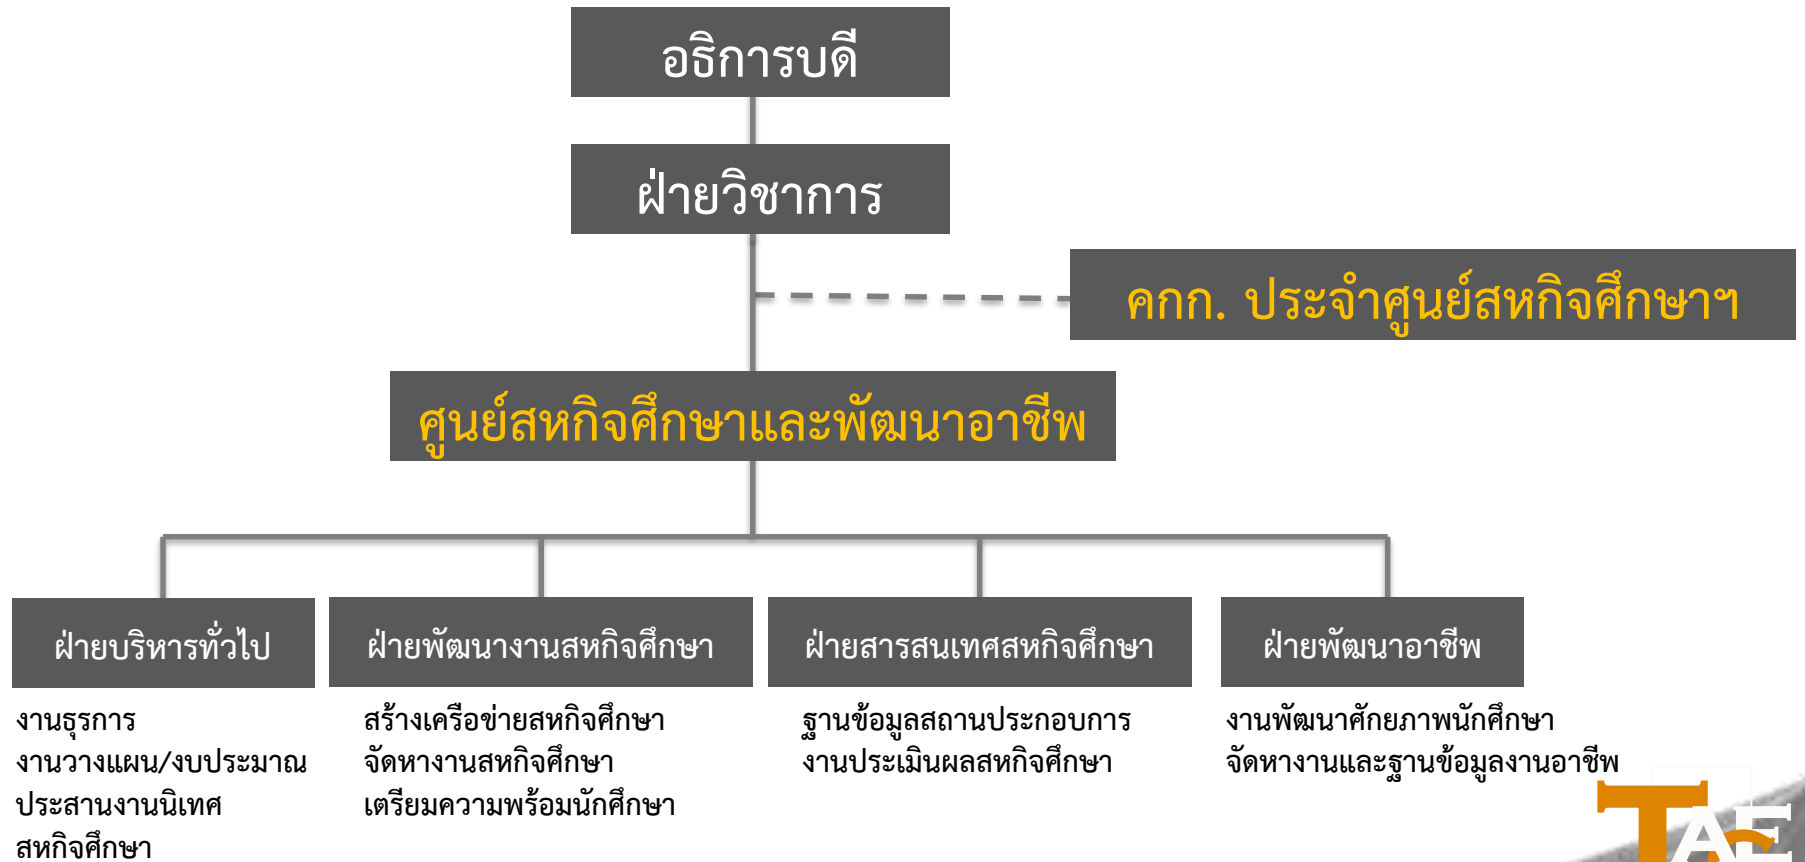 อธิการบดี
ฝ่ายวิชาการ
คกก. ประจำศูนย์สหกิจศึกษาฯ
ศูนย์สหกิจศึกษาและพัฒนาอาชีพ
ฝ่ายบริหารทั่วไป
งานธุรการ
งานวางแผน/งบประมาณ
ประสานงานนิเทศ
สหกิจศึกษา
ฝ่ายพัฒนางานสหกิจศึกษา
สร้างเครือข่ายสหกิจศึกษา
จัดหางานสหกิจศึกษา
เตรียมความพร้อมนักศึกษา
ฝ่ายสารสนเทศสหกิจศึกษา
ฐานข้อมูลสถานประกอบการ
งานประเมินผลสหกิจศึกษา
ฝ่ายพัฒนาอาชีพ
งานพัฒนาศักยภาพนักศึกษา
จัดหางานและฐานข้อมูลงานอาชีพ
TACE